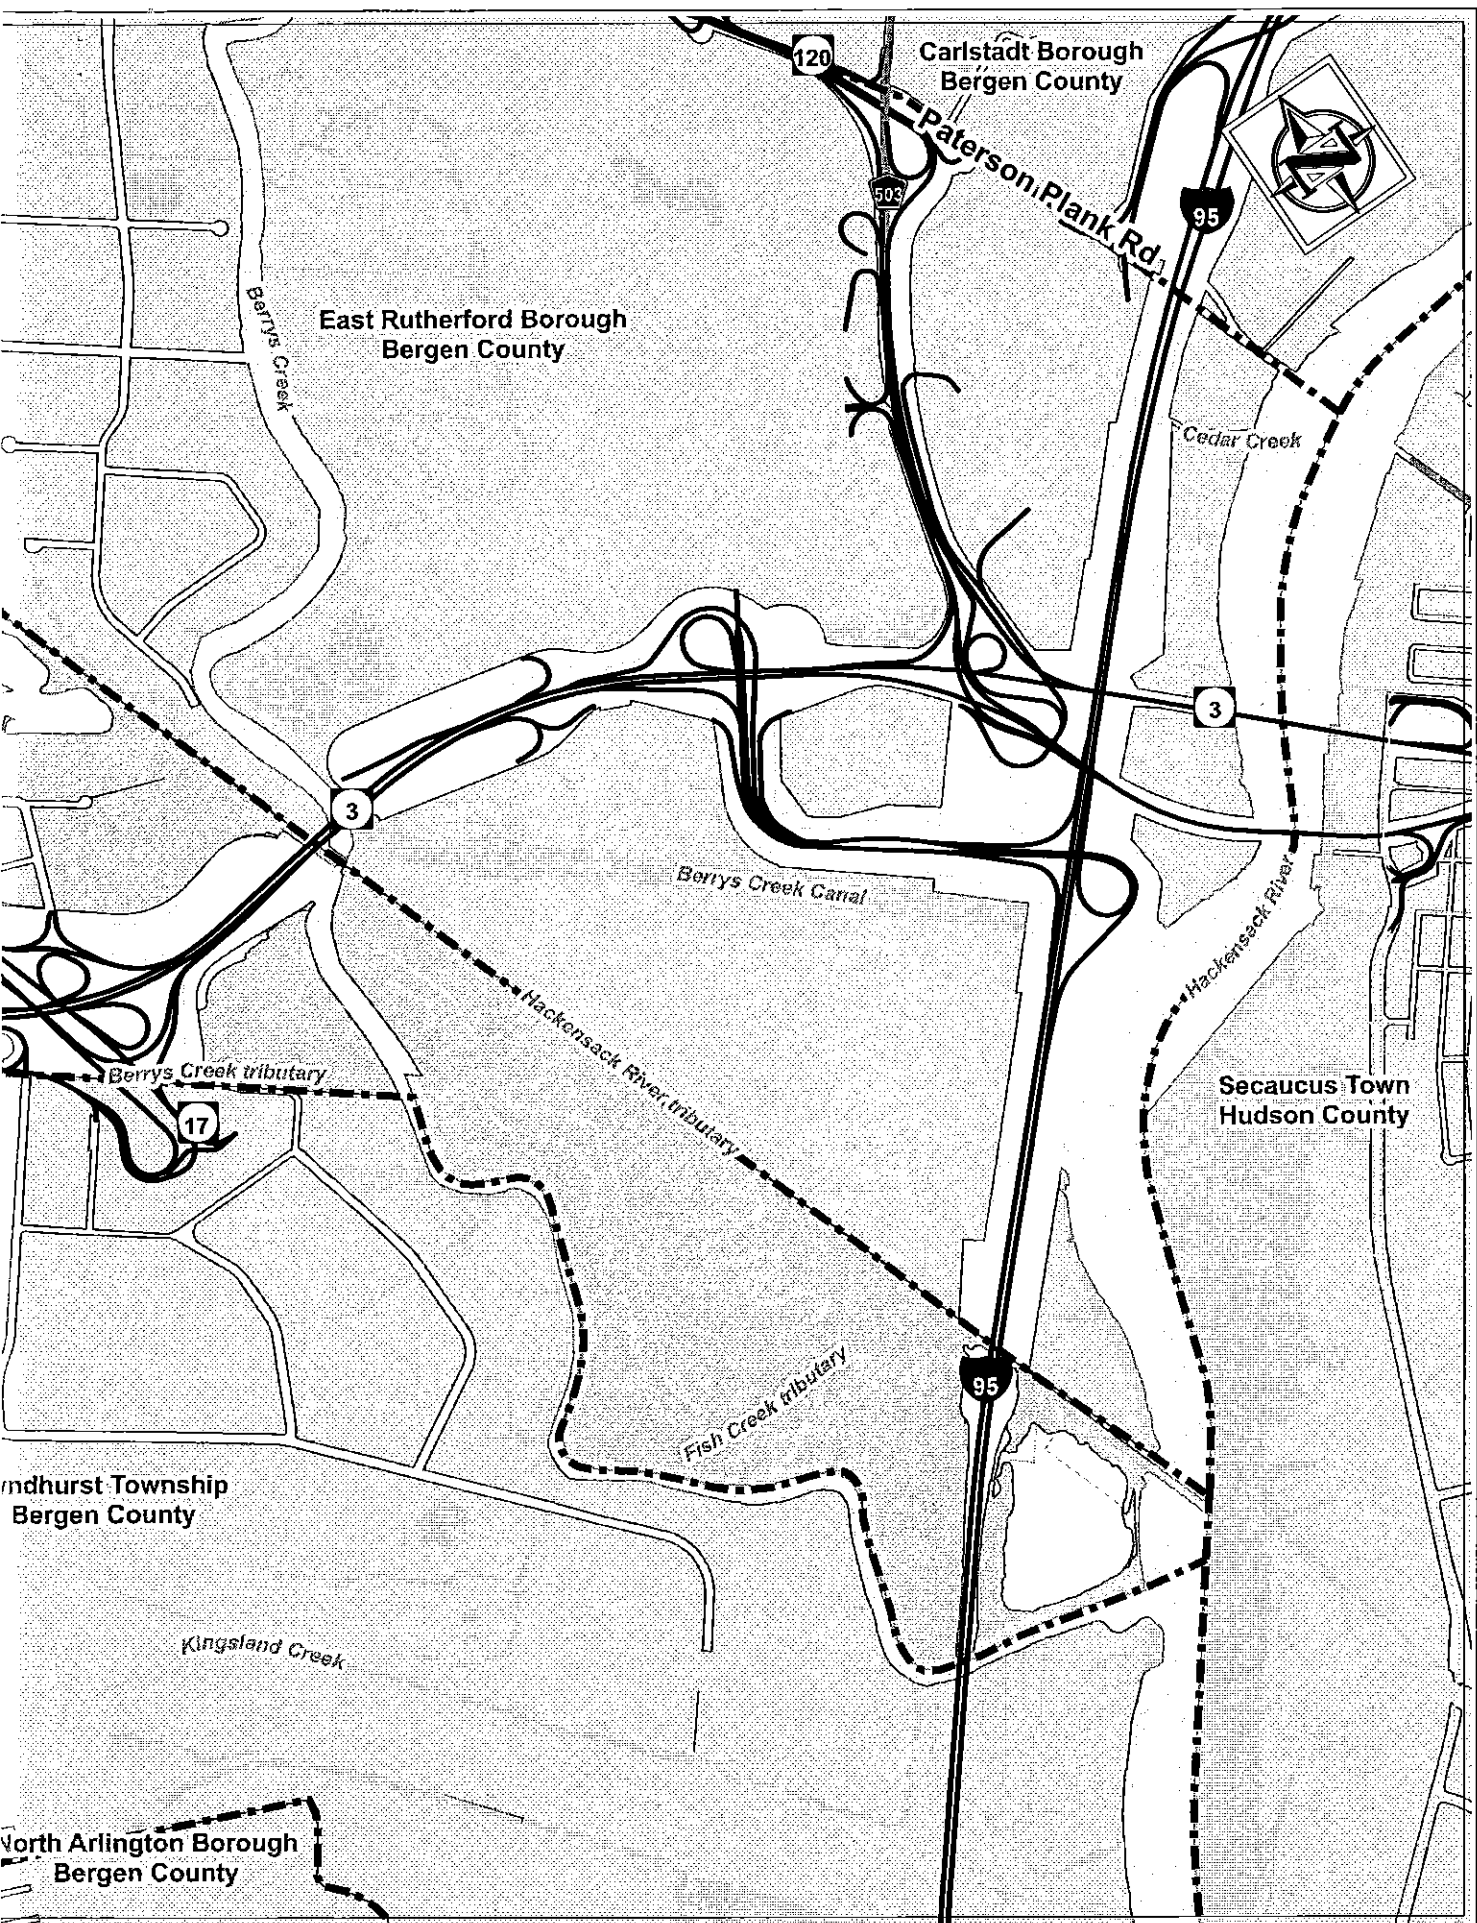 120
Carlstadt Borough
Bergen County
Paterson Plank Rd
503
95
Berrys Creek
East Rutherford Borough
Bergen County
Cedar Creek
3
3
Berrys Creek Canal
Hackensack River
Hackensack River tributary
Berrys Creek tributary
17
Secaucus Town
Hudson County
Fish Creek tributary
95
yndhurst Township
Bergen County
Kingsland Creek
North Arlington Borough
Bergen County